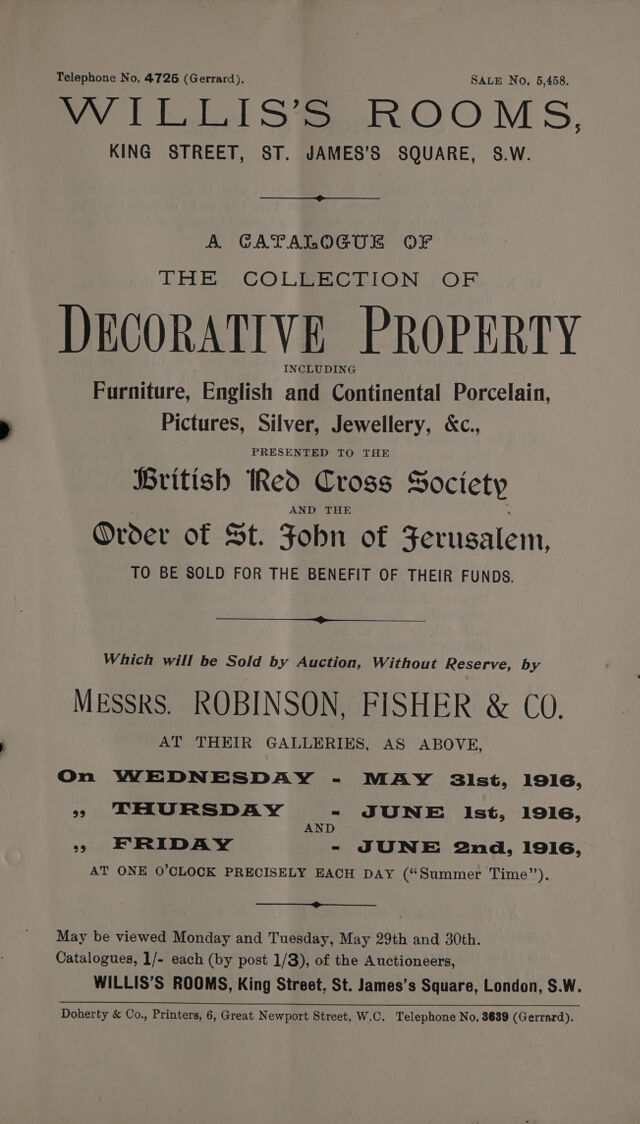 Telephone No. 4725 (Gerrard).
SALE No. 5,458.
WILLIS'S ROOMS,
KING STREET, ST. JAMES'S SQUARE, S.W.
A CATALOGUE OF
THE COLLECTION OF
DECORATIVE PROPERTY
INCLUDING
Furniture, English and Continental Porcelain,
Pictures, Silver, Jewellery, &c.,
PRESENTED TO THE
British Red Cross Society
AND THE
Order of St. John of Jerusalem,
TO BE SOLD FOR THE BENEFIT OF THEIR FUNDS.
Which will be Sold by Auction, Without Reserve, by
MESSRS. ROBINSON, FISHER & CO.
AT THEIR GALLERIES, AS ABOVE,
On WEDNESDAY - MAY 31st, 1916,
„ THURSDAY - JUNE 1st, 1916,
AND
„ FRIDAY - JUNE 2nd, 1916,
AT ONE O'CLOCK PRECISELY EACH DAY ("Summer Time").
May be viewed Monday and Tuesday, May 29th and 30th.
Catalogues, 1/- each (by post 1/3), of the Auctioneers,
WILLIS'S ROOMS, King Street, St. James's Square, London, S.W.
Doherty & Co., Printers, 6, Great Newport Street, W.C. Telephone No. 3639 (Gerrard).